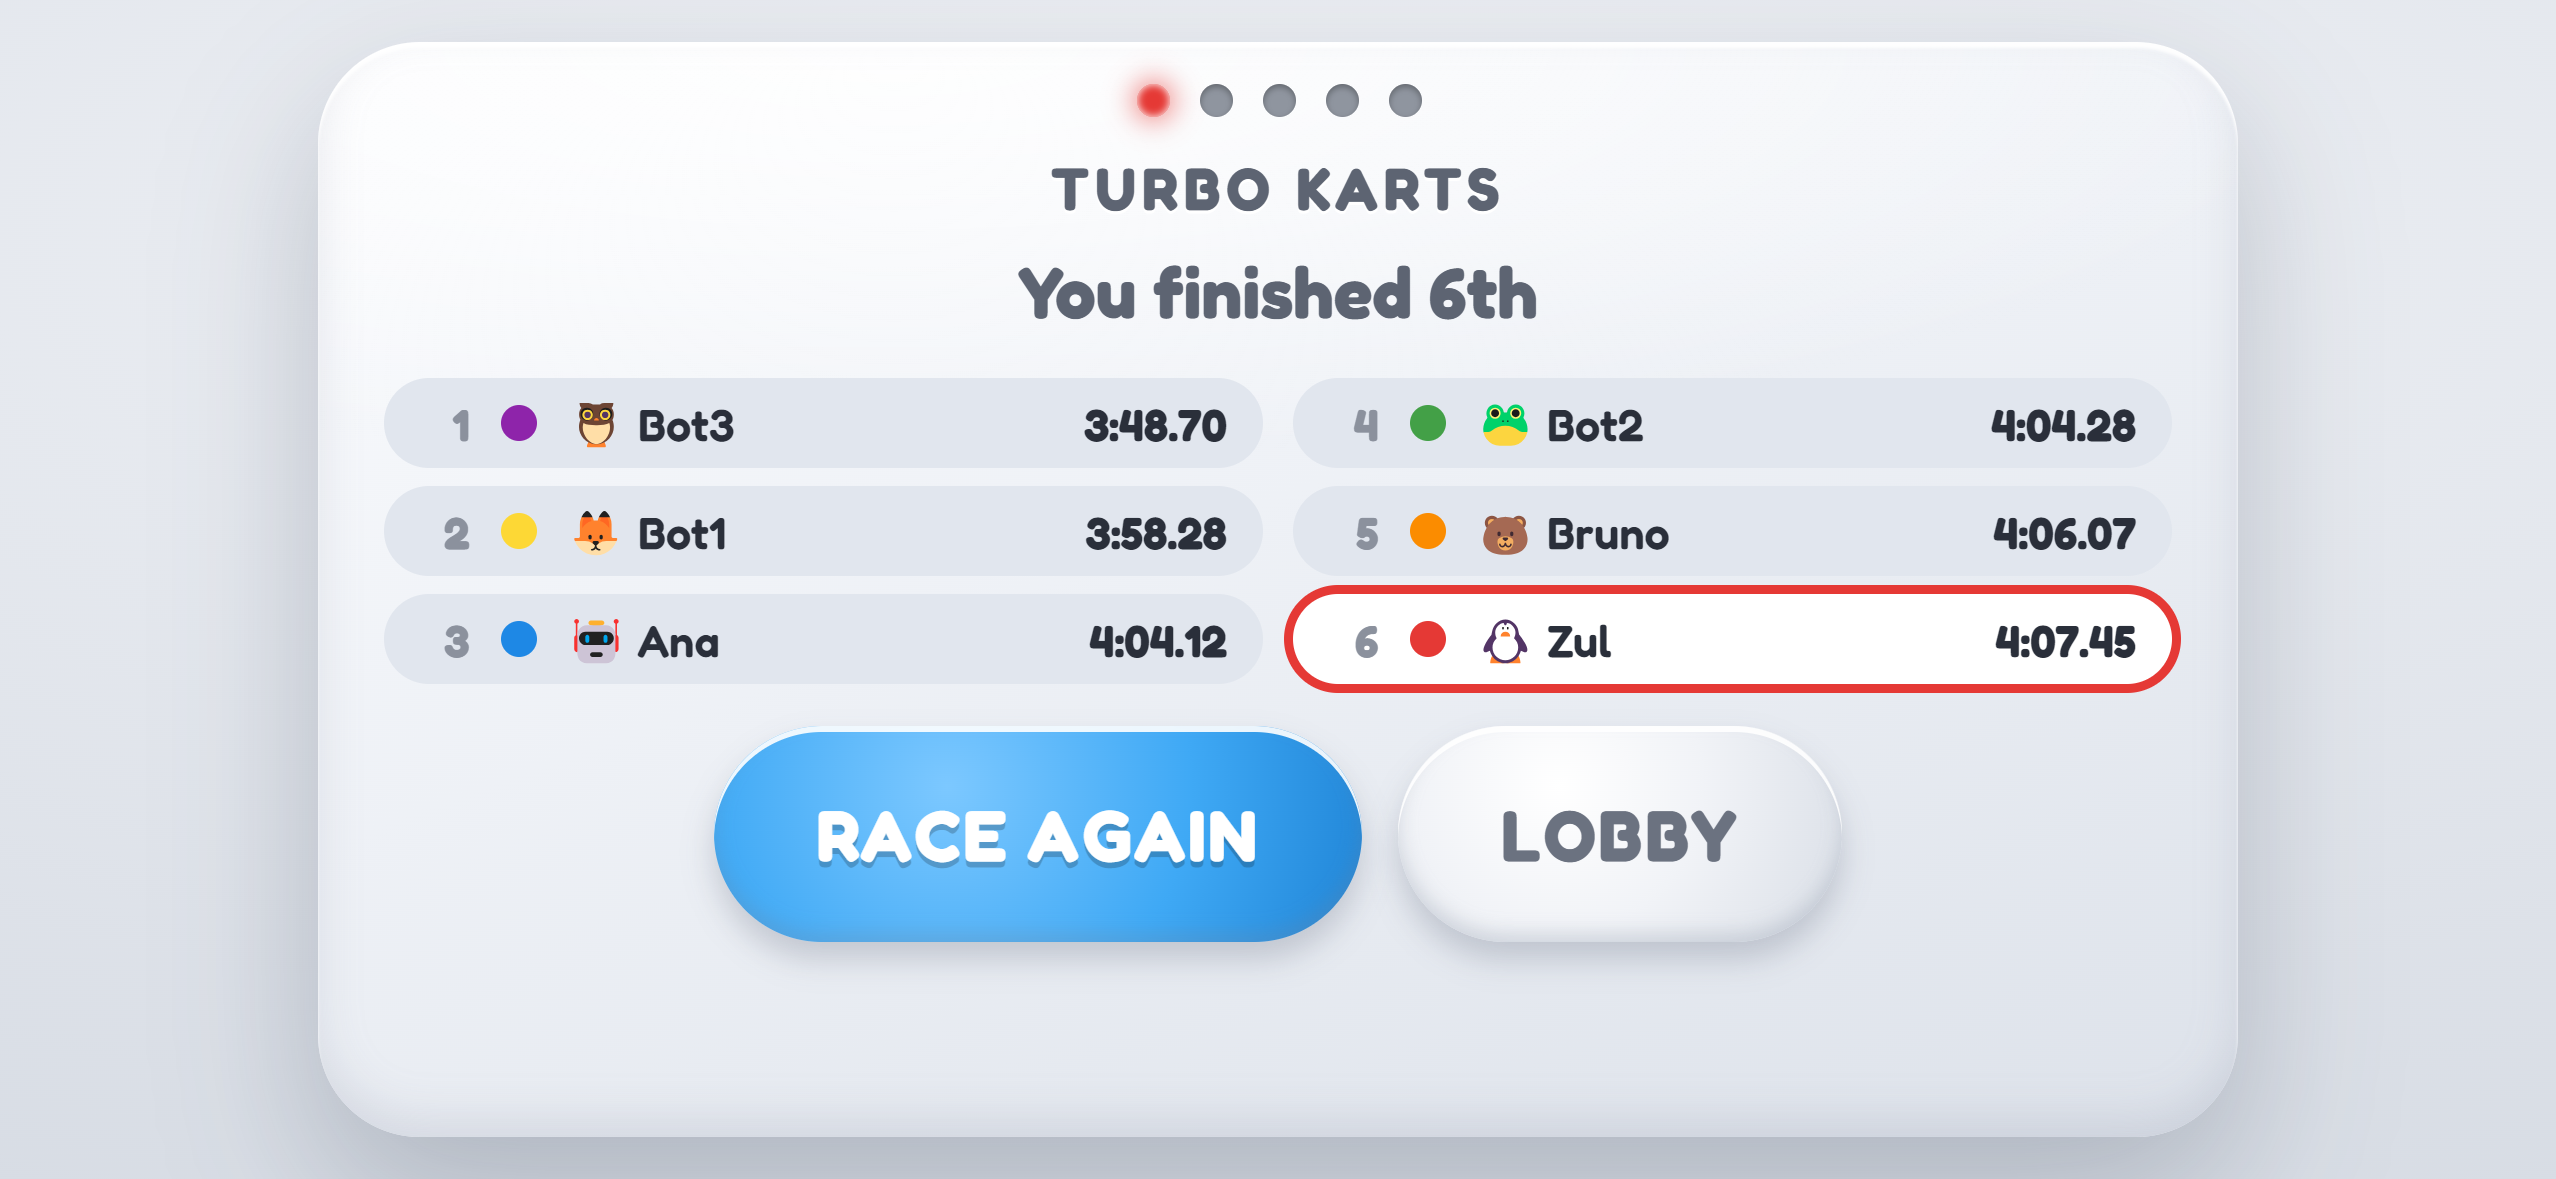 TURBO KARTS
You finished 6th
1 Bot3 3:48.70
2 Bot1 3:58.28
3 Ana 4:04.12
4 Bot2 4:04.28
5 Bruno 4:06.07
6 Zul 4:07.45
RACE AGAIN
LOBBY